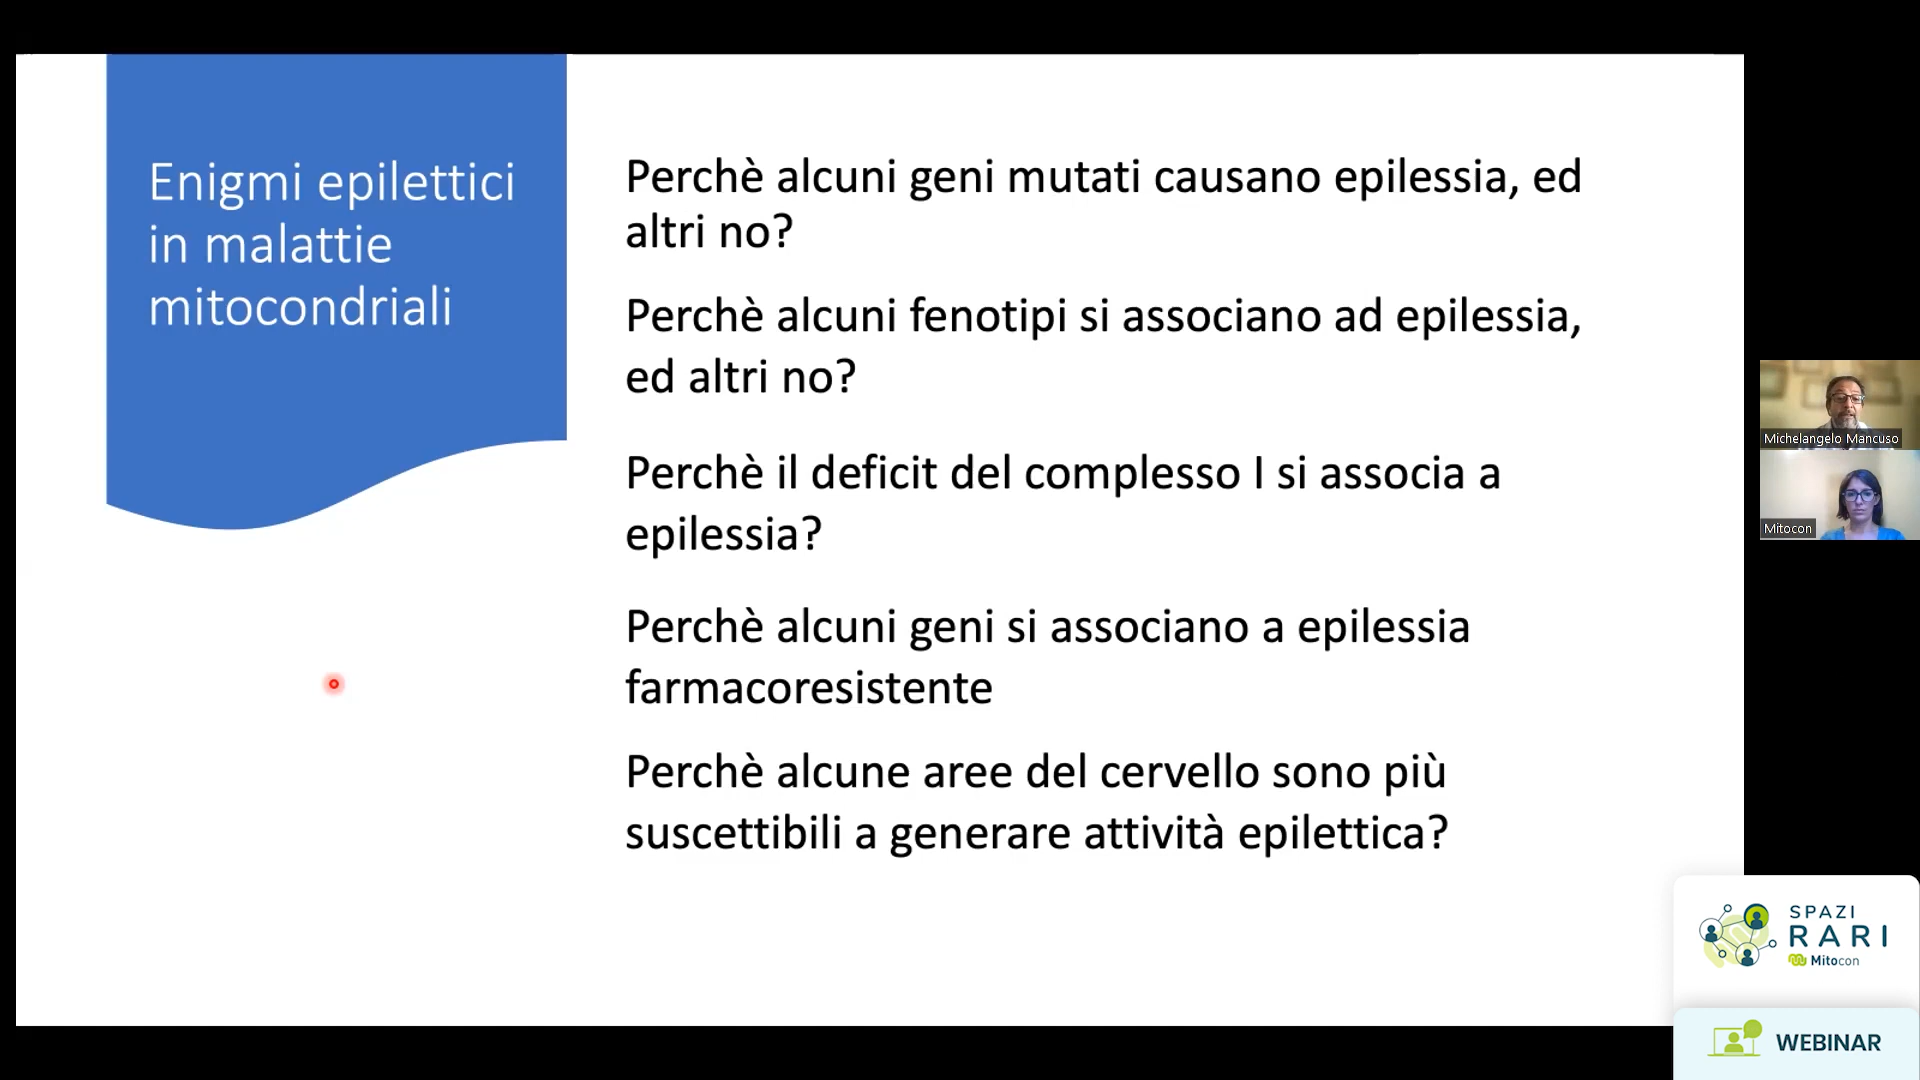 Enigmi epilettici
in malattie
mitocondriali
Perchè alcuni geni mutati causano epilessia, ed
altri no?
Perchè alcuni fenotipi si associano ad epilessia,
ed altri no?
Perchè il deficit del complesso I si associa a
epilessia?
Perchè alcuni geni si associano a epilessia
farmacoresistente
Perchè alcune aree del cervello sono più
suscettibili a generare attività epilettica?
Michelangelo Mancuso
Mitocon
SPAZI
RARI
Mitocon
WEBINAR